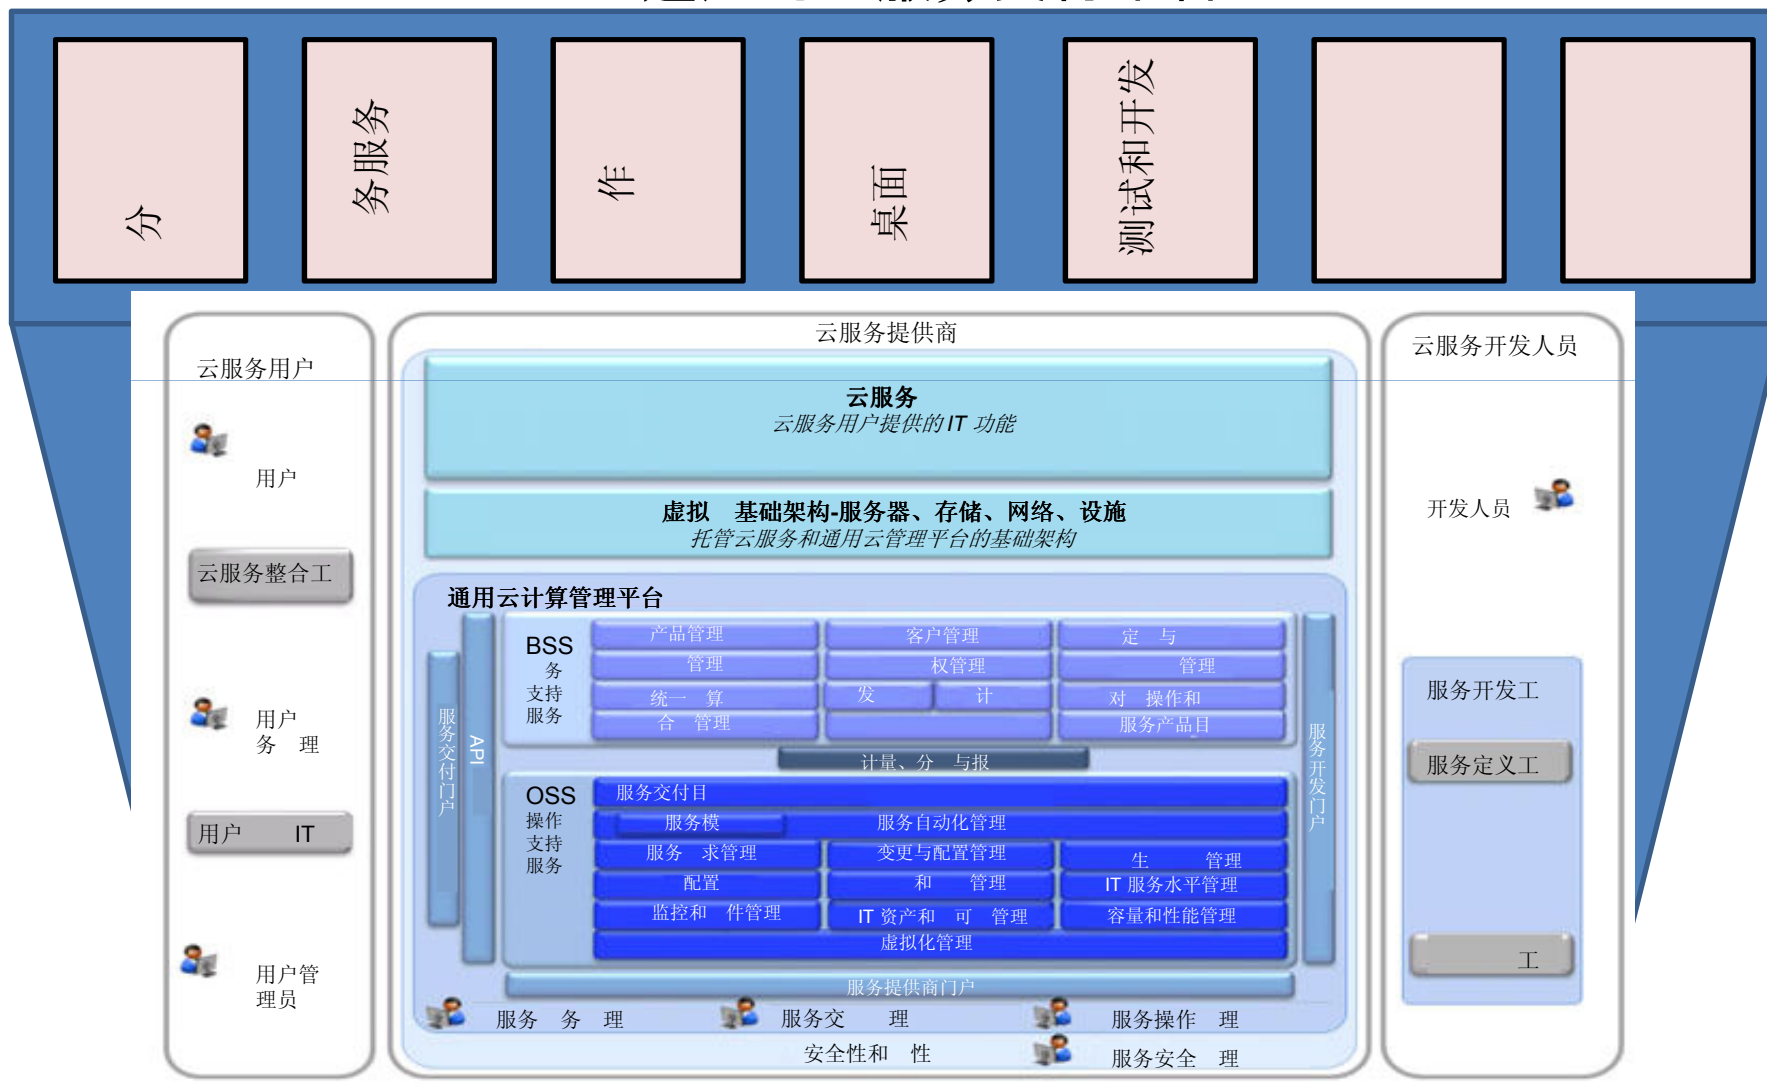 分
务服务
作
桌面
测试和开发
云服务用户
用户
云服务整合工
用户
务 理
用户 IT
用户管
理员
云服务提供商
云服务
云服务用户提供的 IT 功能
虚拟 基础架构-服务器、存储、网络、设施
托管云服务和通用云管理平台的基础架构
通用云计算管理平台
服务交付门户
API
BSS
务
支持
服务
产品管理
客户管理
定 与
管理
权管理
管理
统一 算
发
计
对 操作和
合 管理
服务产品目
计量、分 与报
OSS
操作
支持
服务
服务交付目
服务模
服务自动化管理
服务 求管理
变更与配置管理
生 管理
配置
和 管理
IT 服务水平管理
监控和 件管理
IT 资产和 可 管理
容量和性能管理
虚拟化管理
服务开发门户
服务提供商门户
服务 务 理
服务交 理
服务操作 理
安全性和 性
服务安全 理
云服务开发人员
开发人员
服务开发工
服务定义工
工